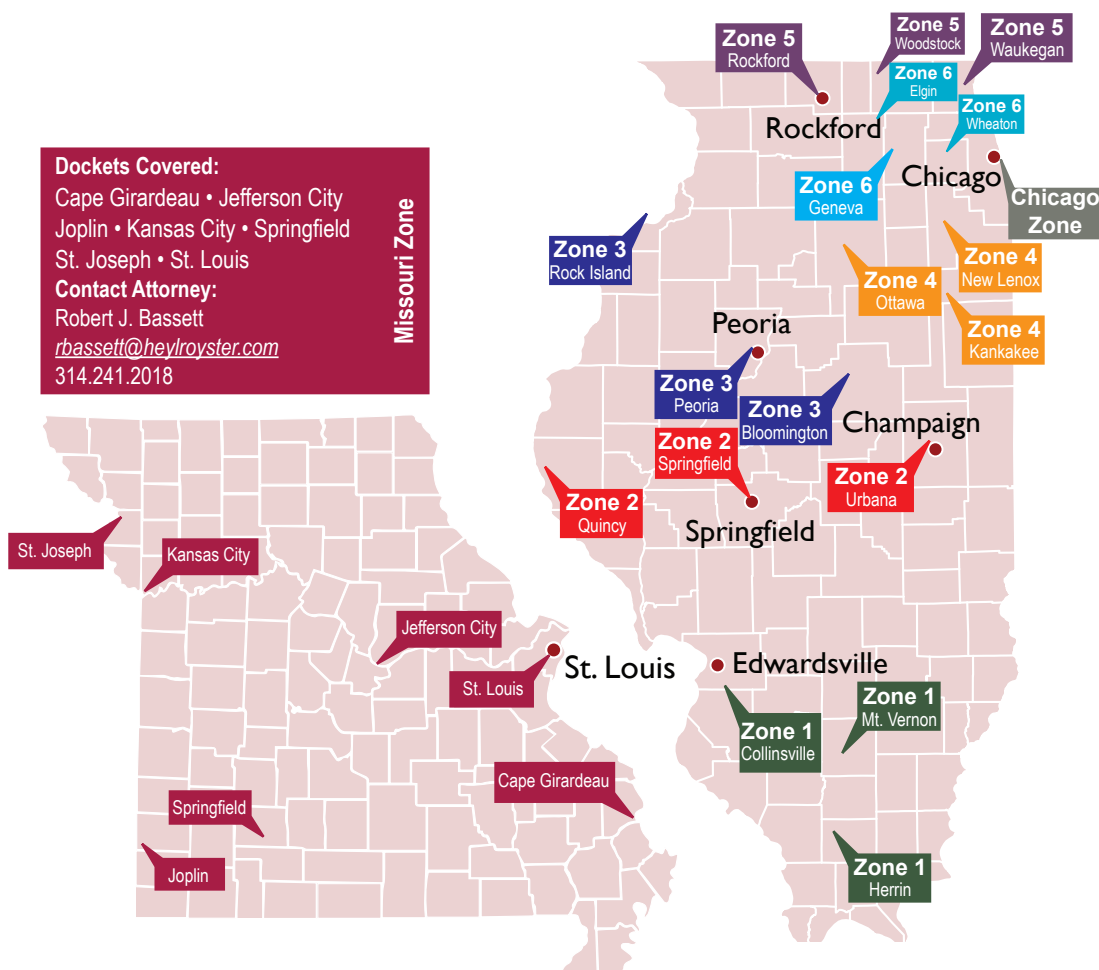 Dockets Covered:
Cape Girardeau • Jefferson City
Joplin • Kansas City • Springfield
St. Joseph • St. Louis
Contact Attorney:
Robert J. Bassett
rbassett@heylroyster.com
314.241.2018
Missouri Zone
Zone 5
Rockford
Zone 5
Woodstock
Zone 5
Waukegan
Zone 6
Elgin
Zone 6
Wheaton
Rockford
Chicago
Zone 6
Geneva
Chicago
Zone
Zone 3
Rock Island
Zone 4
Ottawa
Zone 4
New Lenox
Zone 4
Kankakee
Peoria
Zone 3
Peoria
Zone 3
Bloomington
Champaign
Zone 2
Springfield
Zone 2
Quincy
Zone 2
Urbana
Springfield
St. Joseph
Kansas City
Jefferson City
St. Louis
St. Louis
Edwardsville
Zone 1
Collinsville
Zone 1
Mt. Vernon
Cape Girardeau
Springfield
Joplin
Zone 1
Herrin